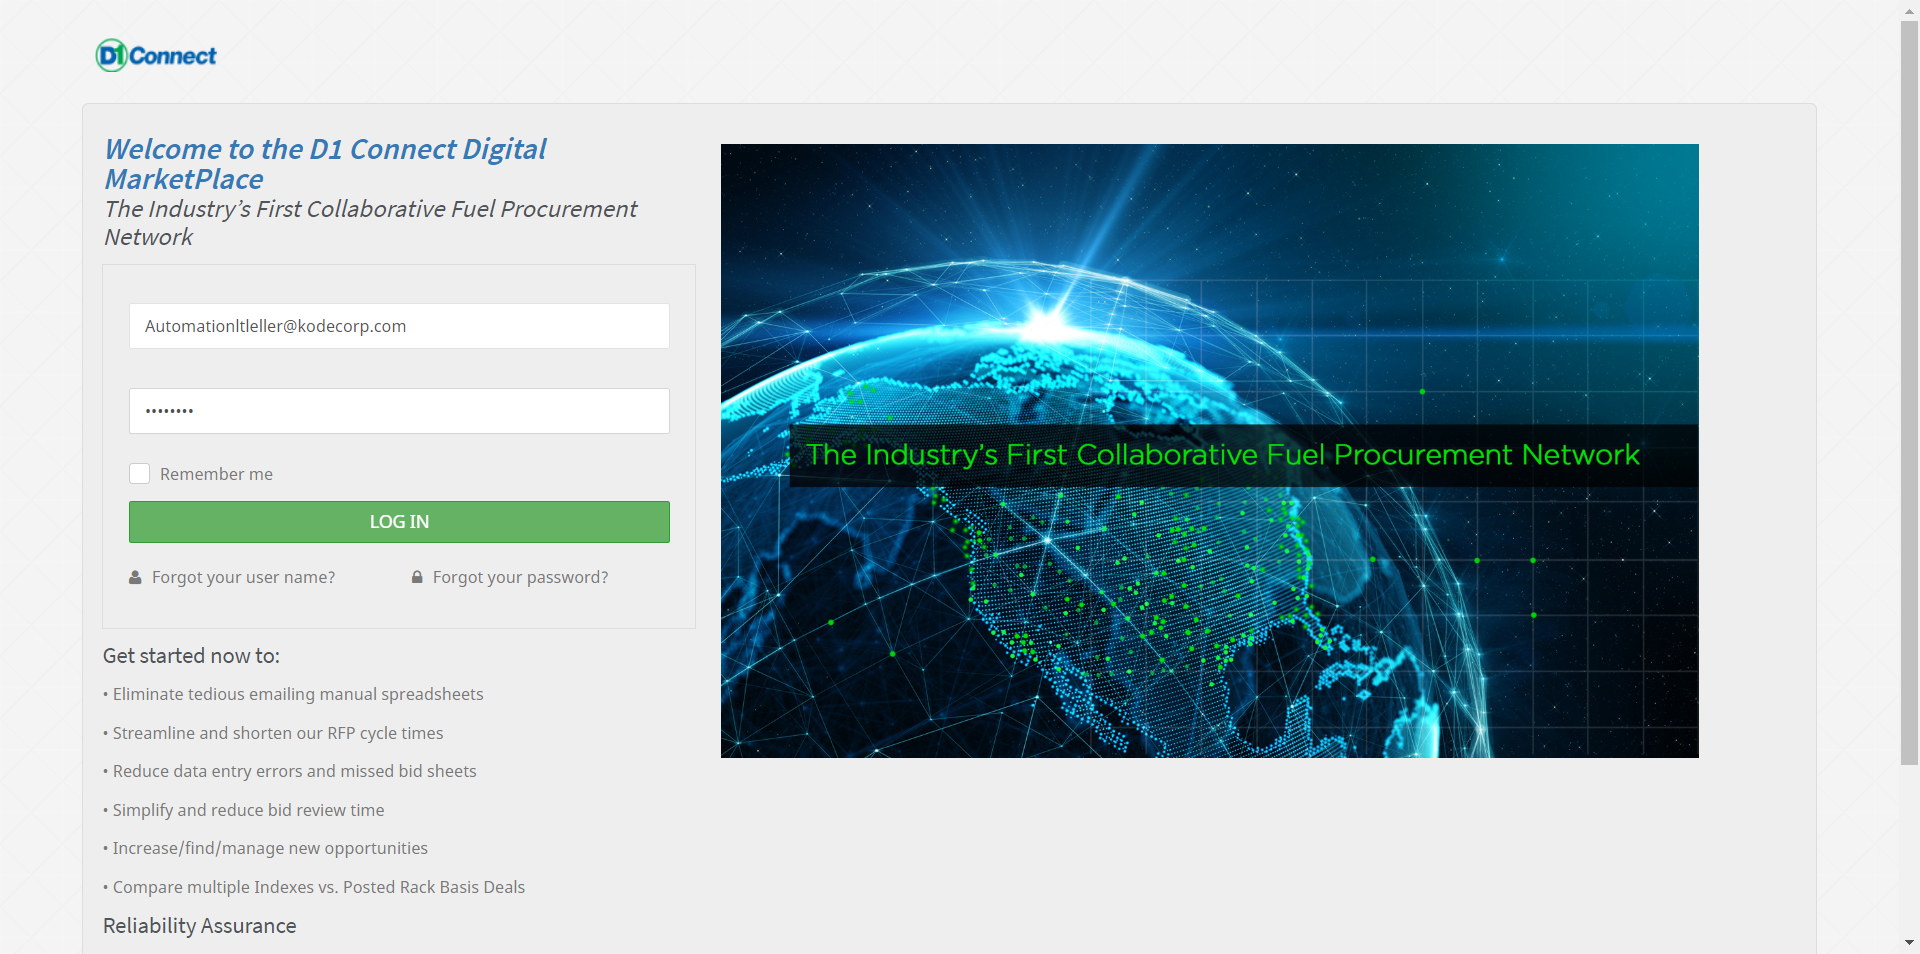 D1Connect
Welcome to the D1 Connect Digital
MarketPlace
The Industry’s First Collaborative Fuel Procurement
Network
Automationltleller@kodecorp.com
••••••••
Remember me
LOG IN
Forgot your user name?
Forgot your password?
Get started now to:
• Eliminate tedious emailing manual spreadsheets
• Streamline and shorten our RFP cycle times
• Reduce data entry errors and missed bid sheets
• Simplify and reduce bid review time
• Increase/find/manage new opportunities
• Compare multiple Indexes vs. Posted Rack Basis Deals
Reliability Assurance
The Industry’s First Collaborative Fuel Procurement Network